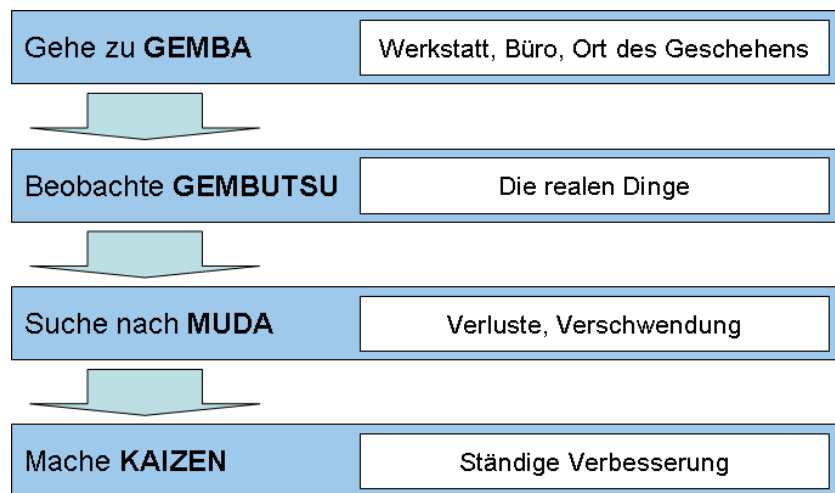 Gehe zu GEMBA
Werkstatt, Büro, Ort des Geschehens
Beobachte GEMBUTSU
Die realen Dinge
Suche nach MUDA
Verluste, Verschwendung
Mache KAIZEN
Ständige Verbesserung